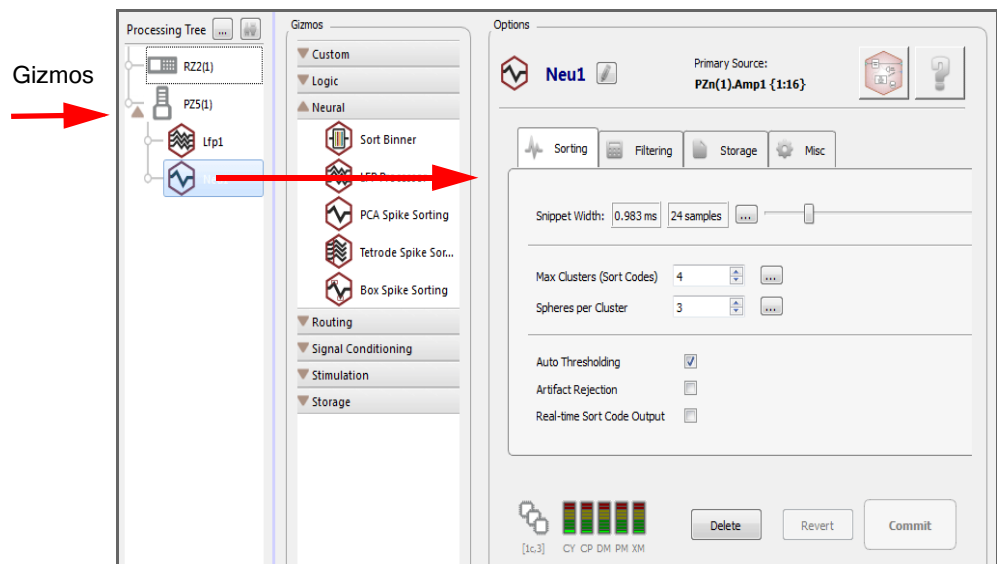 Gizmos
Processing Tree ...
RZ2(1)
PZ5(1)
Lfp1
Gizmos
Custom
Logic
Neural
Sort Binner
PCA Spike Sorting
Tetrode Spike Sor...
Box Spike Sorting
Routing
Signal Conditioning
Stimulation
Storage
Options
Neu1
Primary Source:
PZn(1).Amp1 {1:16}
Sorting Filtering Storage Misc
Snippet Width: 0.983 ms 24 samples ...
Max Clusters (Sort Codes) 4 ...
Spheres per Cluster 3 ...
Auto Thresholding
Artifact Rejection
Real-time Sort Code Output
[1c,3] CY CP DM PM XM
Delete Revert Commit